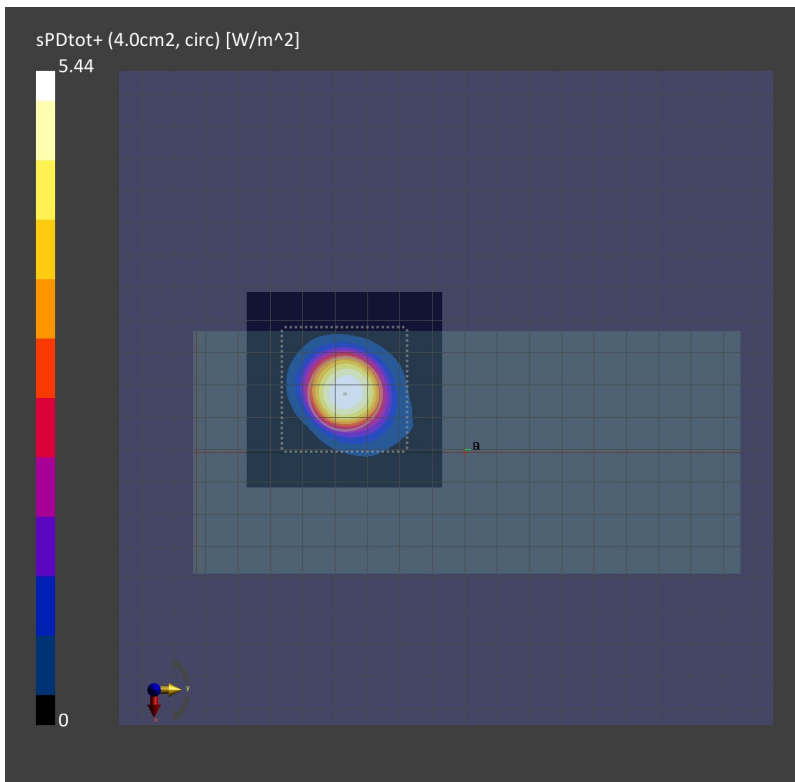 sPDtot+ (4.0cm2, circ) [W/m^2]
5.44
0
Y
X